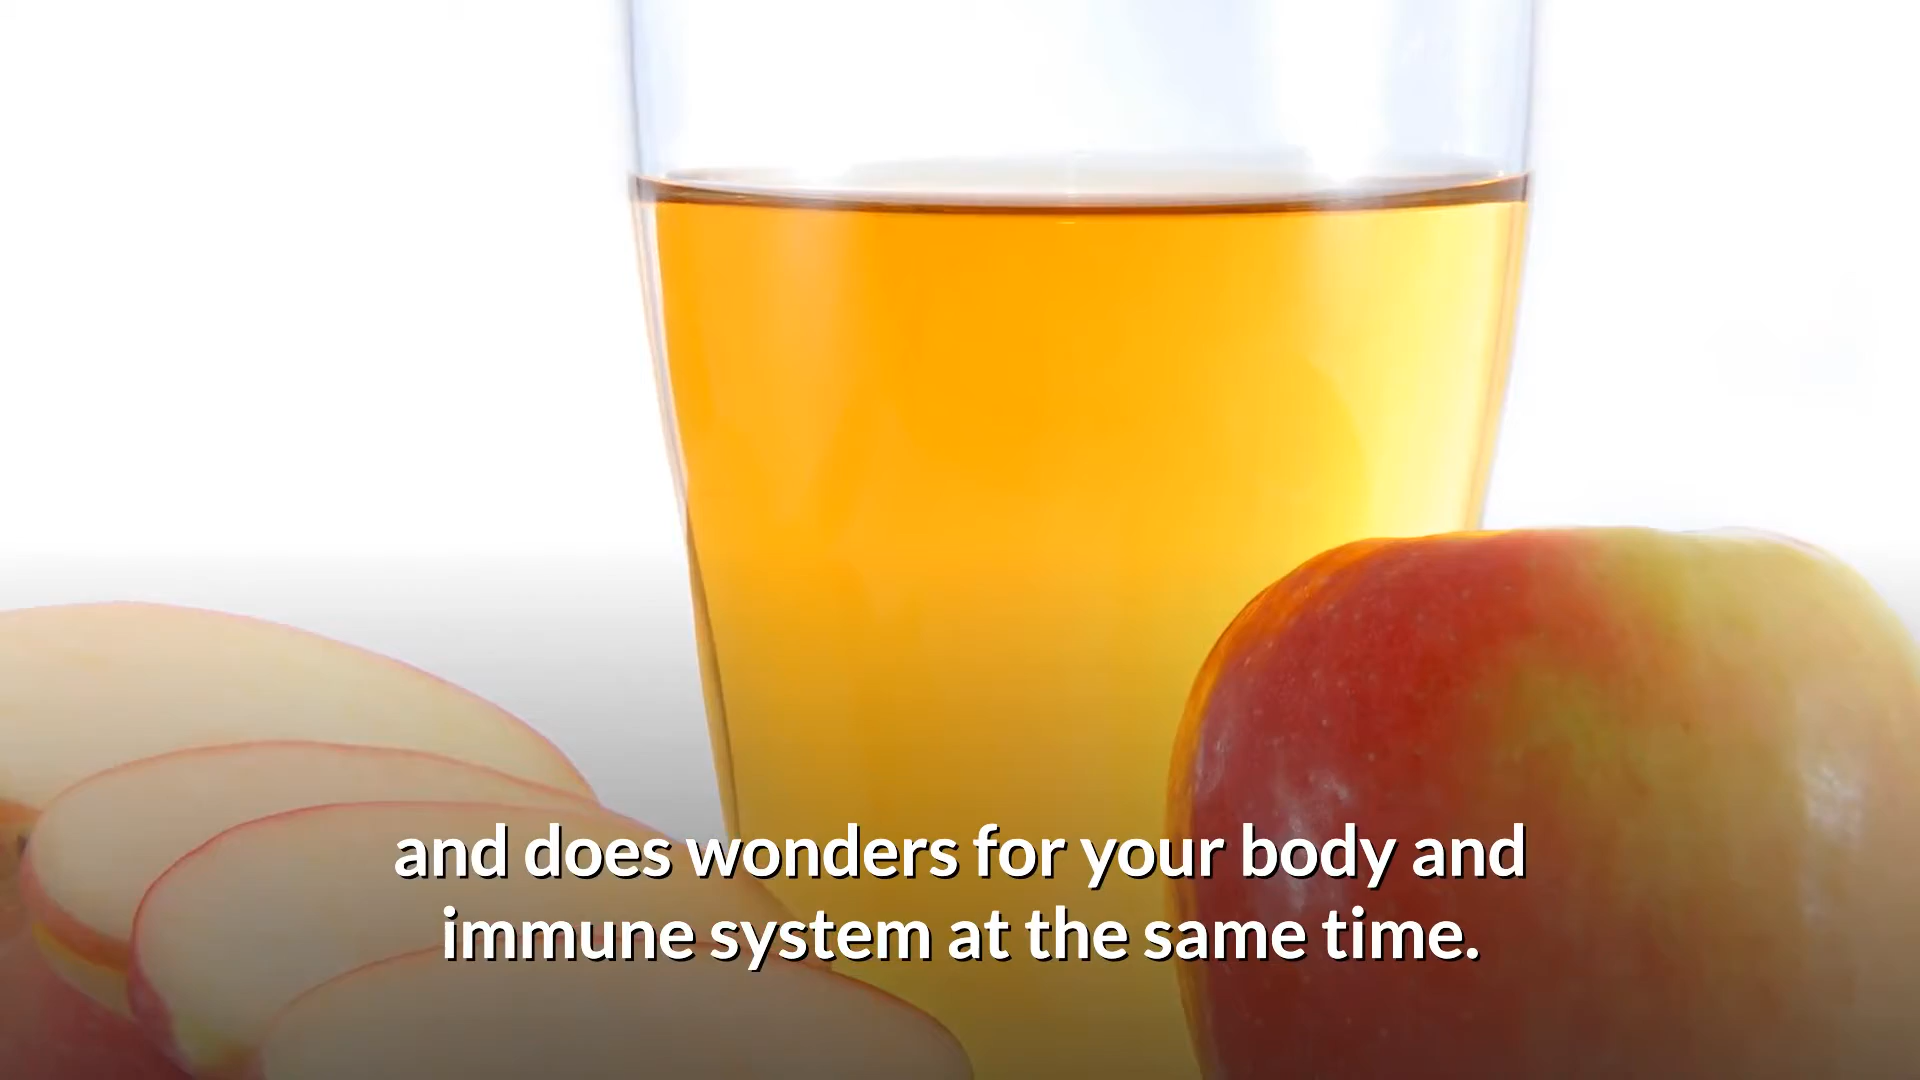 and does wonders for your body and
immune system at the same time.